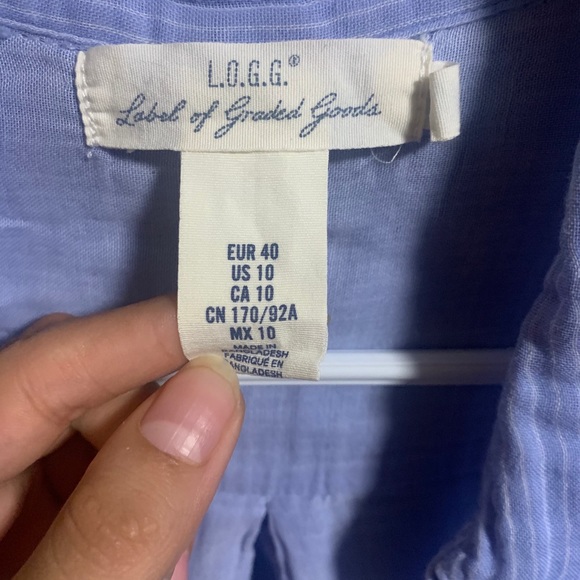 L.O.G.G.®
Label of Graded Goods
EUR 40
US 10
CA 10
CN 170/92A
MX 10
MADE IN
BANGLADESH
FABRIQUÉ EN
BANGLADESH